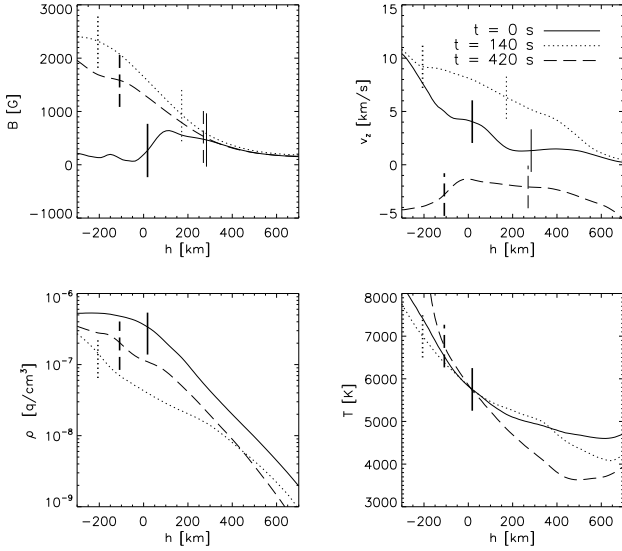 3000
2000
1000
0
−1000
B [G]
−200 0 200 400 600
h [km]
15
10
5
0
−5
v_z [km/s]
t = 0 s
t = 140 s
t = 420 s
−200 0 200 400 600
h [km]
10^-6
10^-7
10^-8
10^-9
ρ [g/cm^3]
−200 0 200 400 600
h [km]
8000
7000
6000
5000
4000
3000
T [K]
−200 0 200 400 600
h [km]